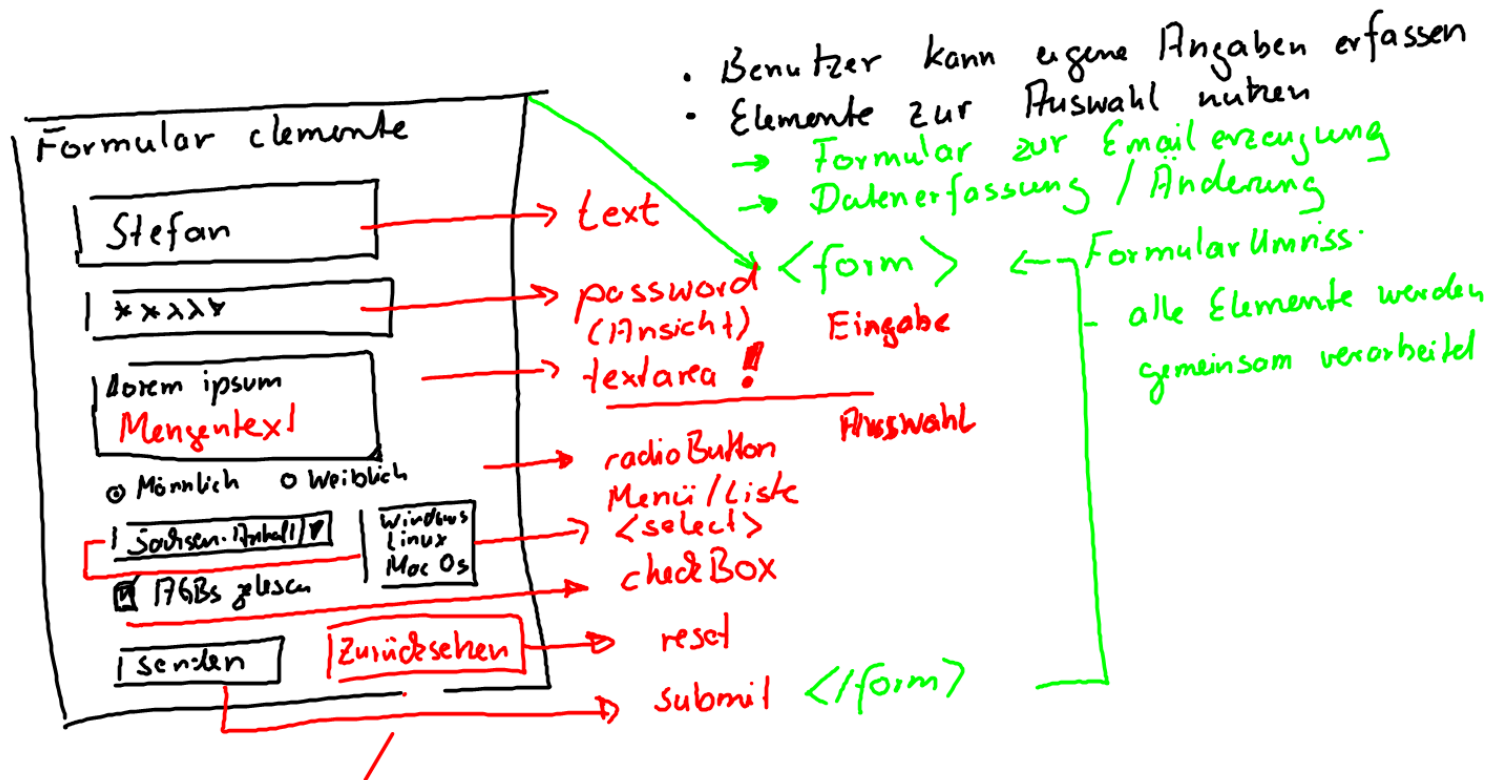 • Benutzer kann eigene Angaben erfassen
• Elemente zur Auswahl nutzen
→ Formular zur Email erzeugung
→ Datenerfassung / Änderung
Formular elemente
Stefan
text
<form>
Formular Umriss
- alle Elemente werden
gemeinsam verarbeitet
*****
password
(Ansicht)
Eingabe
Lorem ipsum
Mengentext
textarea !
Auswahl
Männlich
Weiblich
radioButton
Menü / Liste
Sachsen-Anhalt
Windows
Linux
Mac Os
<select>
AGBs gelesen
checkBox
senden
Zurücksetzen
reset
submit
</form>